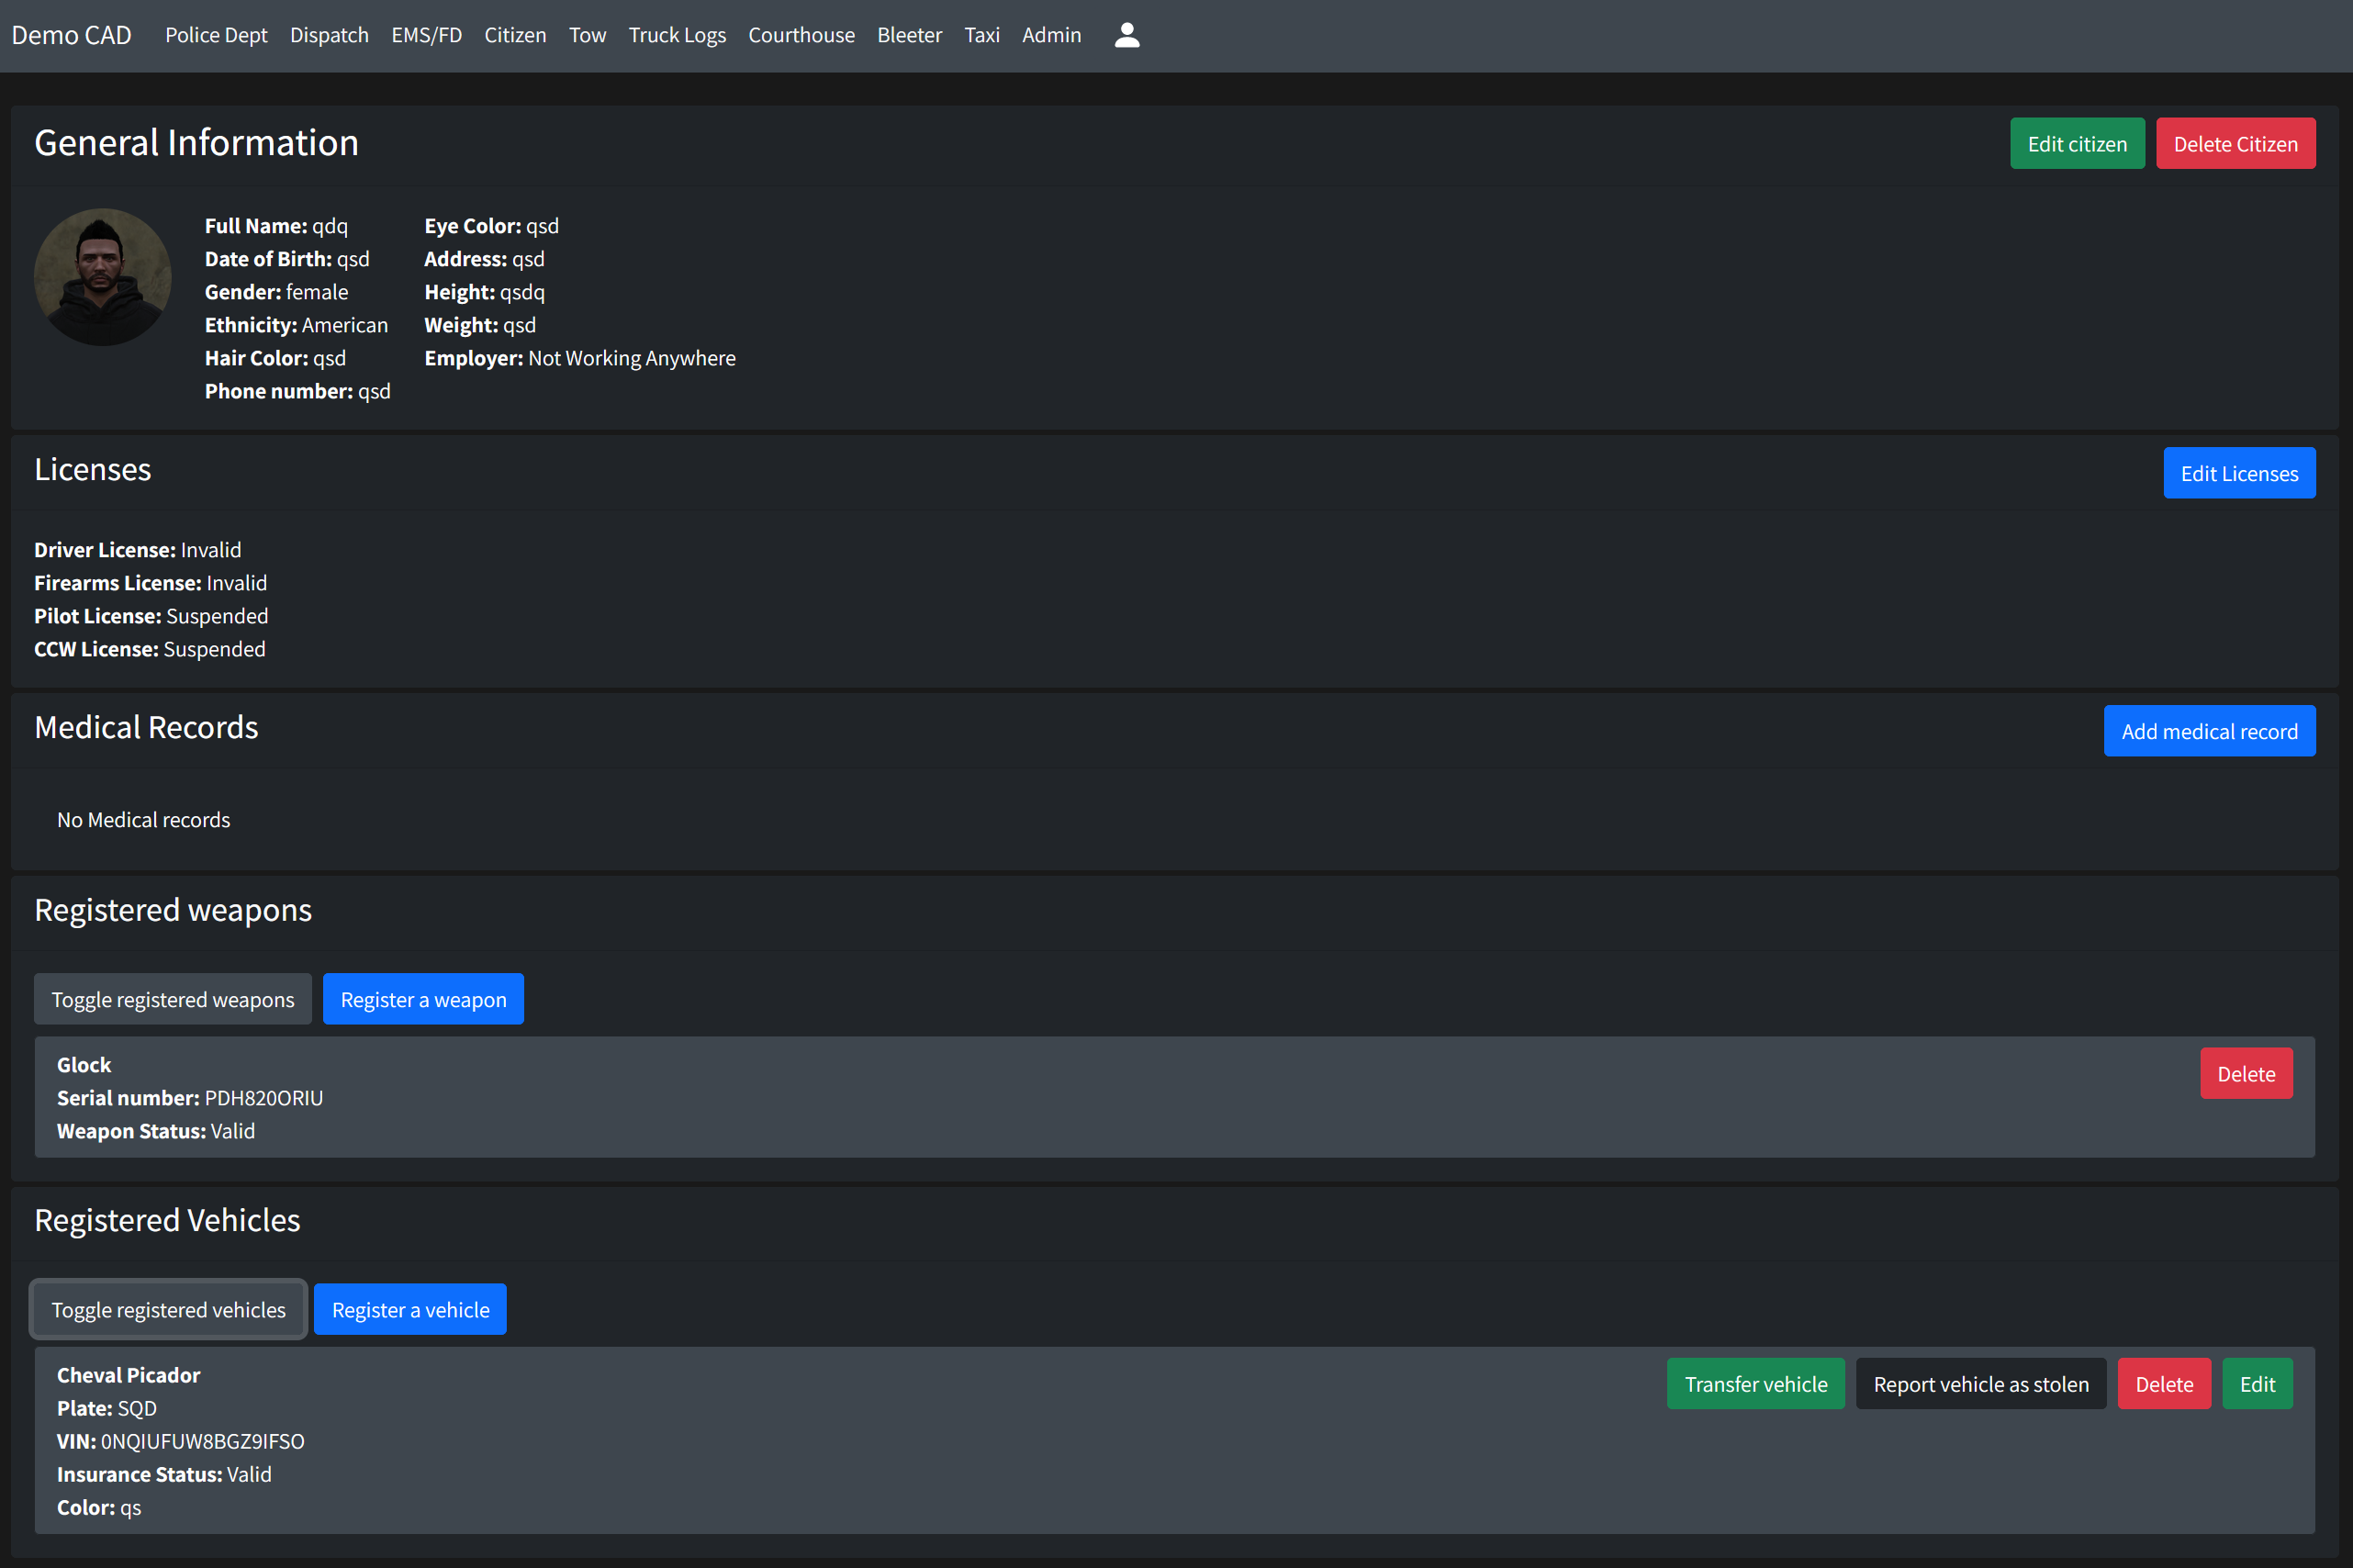 Demo CAD Police Dept Dispatch EMS/FD Citizen Tow Truck Logs Courthouse Bleeter Taxi Admin
General Information
Edit citizen Delete Citizen
Full Name: qdq
Date of Birth: qsd
Gender: female
Ethnicity: American
Hair Color: qsd
Phone number: qsd
Eye Color: qsd
Address: qsd
Height: qsdq
Weight: qsd
Employer: Not Working Anywhere
Licenses
Edit Licenses
Driver License: Invalid
Firearms License: Invalid
Pilot License: Suspended
CCW License: Suspended
Medical Records
Add medical record
No Medical records
Registered weapons
Toggle registered weapons Register a weapon
Glock
Serial number: PDH820ORIU
Weapon Status: Valid
Delete
Registered Vehicles
Toggle registered vehicles Register a vehicle
Cheval Picador
Plate: SQD
VIN: 0NQIUFUW8BGZ9IFSO
Insurance Status: Valid
Color: qs
Transfer vehicle Report vehicle as stolen Delete Edit